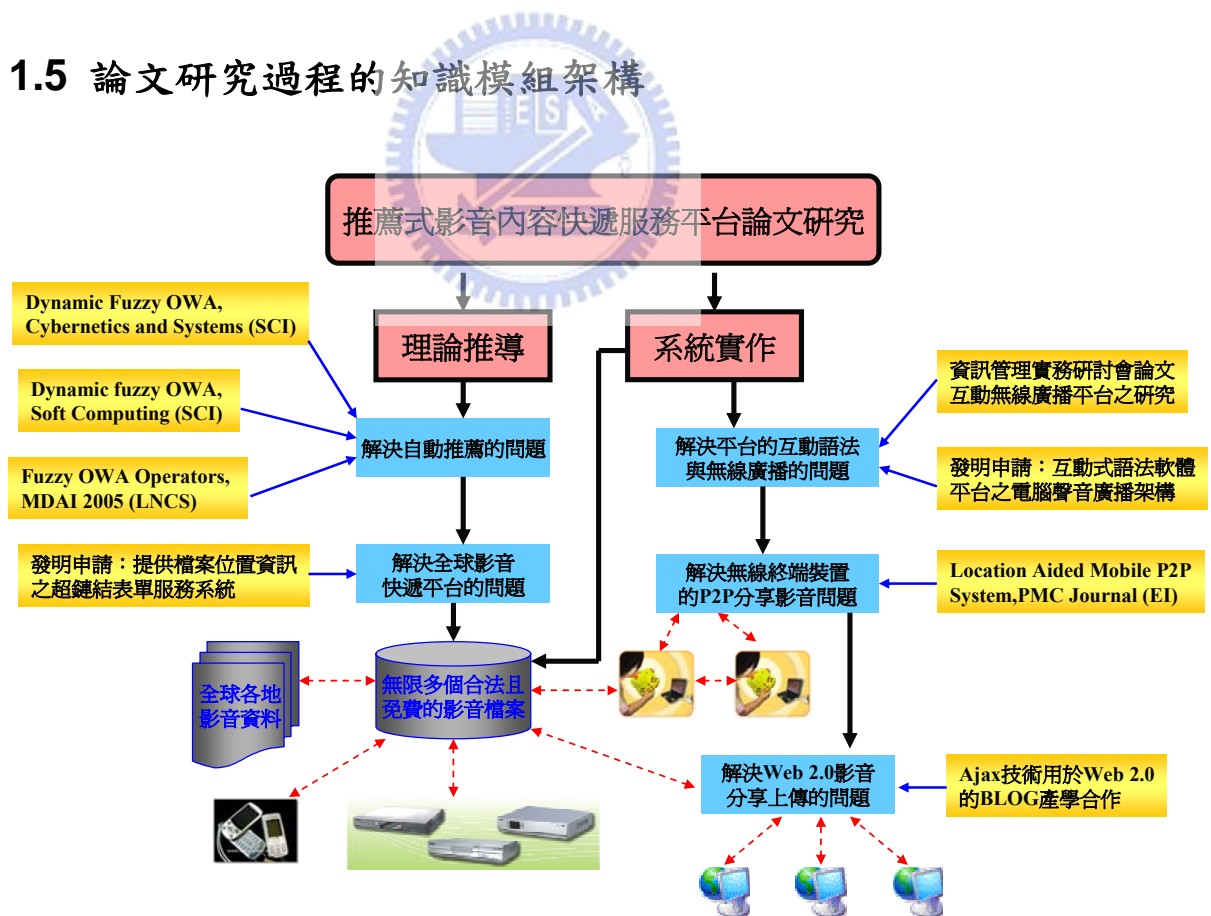 1.5 論文研究過程的知識模組架構
ES A
推薦式影音內容快遞服務平台論文研究
理論推導
系統實作
Dynamic Fuzzy OWA,
Cybernetics and Systems (SCI)
Dynamic fuzzy OWA,
Soft Computing (SCI)
Fuzzy OWA Operators,
MDAI 2005 (LNCS)
解決自動推薦的問題
發明申請：提供檔案位置資訊
之超鏈結表單服務系統
解決全球影音
快遞平台的問題
資訊管理實務研討會論文
互動無線廣播平台之研究
解決平台的互動語法
與無線廣播的問題
發明申請：互動式語法軟體
平台之電腦聲音廣播架構
解決無線終端裝置
的P2P分享影音問題
Location Aided Mobile P2P
System,PMC Journal (EI)
全球各地
影音資料
無限多個合法且
免費的影音檔案
解決Web 2.0影音
分享上傳的問題
Ajax技術用於Web 2.0
的BLOG產學合作